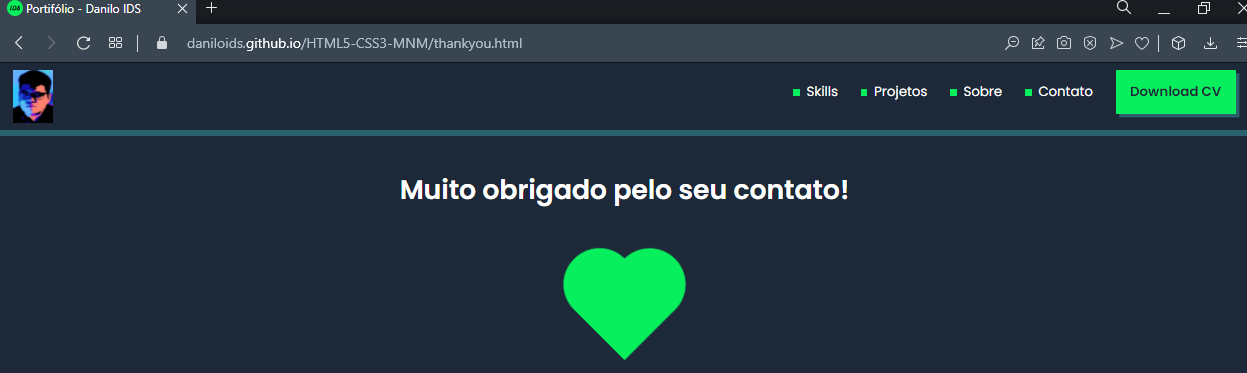 IDS Portifólio - Danilo IDS
daniloids.github.io/HTML5-CSS3-MNM/thankyou.html
Skills Projetos Sobre Contato Download CV
Muito obrigado pelo seu contato!